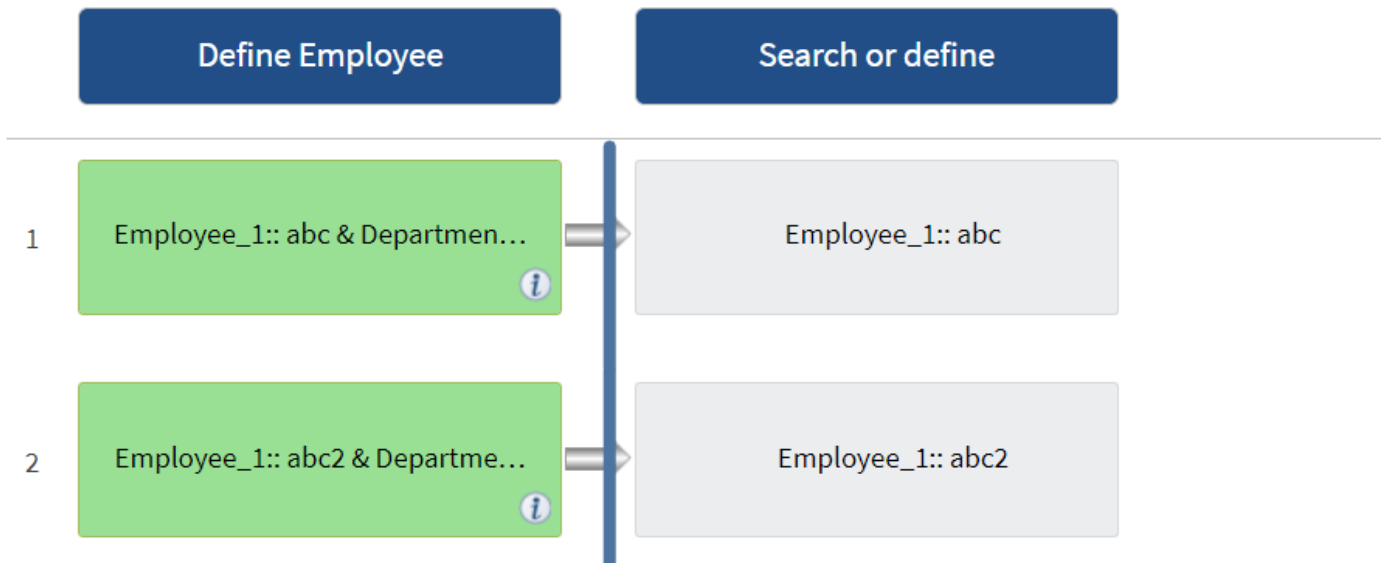 Define Employee
Search or define
1
Employee_1:: abc & Departmen...
i
Employee_1:: abc
2
Employee_1:: abc2 & Departme...
i
Employee_1:: abc2